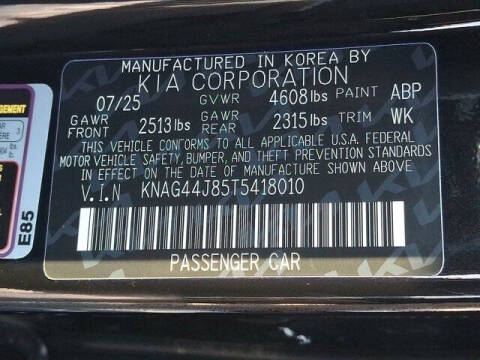 MANUFACTURED IN KOREA BY
KIA CORPORATION
07/25 GVWR 4608 lbs PAINT ABP
GAWR FRONT 2513 lbs GAWR REAR 2315 lbs TRIM WK
THIS VEHICLE CONFORMS TO ALL APPLICABLE U.S.A. FEDERAL
MOTOR VEHICLE SAFETY, BUMPER, AND THEFT PREVENTION STANDARDS
IN EFFECT ON THE DATE OF MANUFACTURE SHOWN ABOVE
V.I.N KNAG44J85T5418010
PASSENGER CAR
E85